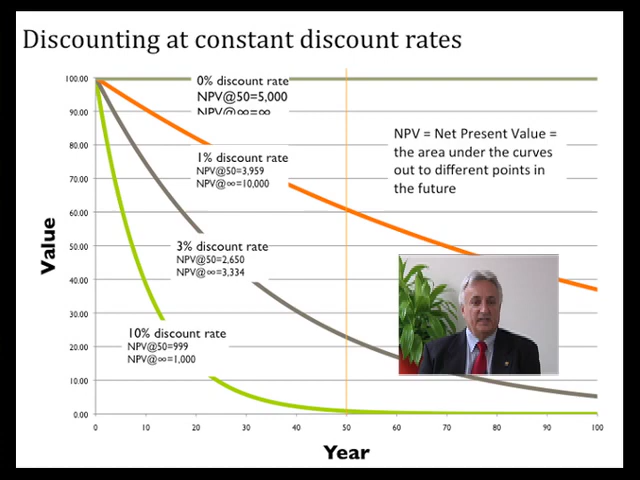 Discounting at constant discount rates
100.00
90.00
80.00
70.00
60.00
50.00
40.00
30.00
20.00
10.00
0.00
Value
0% discount rate
NPV@50=5,000
NPV@∞=∞
NPV = Net Present Value =
the area under the curves
out to different points in
the future
1% discount rate
NPV@50=3,959
NPV@∞=10,000
3% discount rate
NPV@50=2,650
NPV@∞=3,334
10% discount rate
NPV@50=999
NPV@∞=1,000
0 10 20 30 40 50 60 70 80 90 100
Year